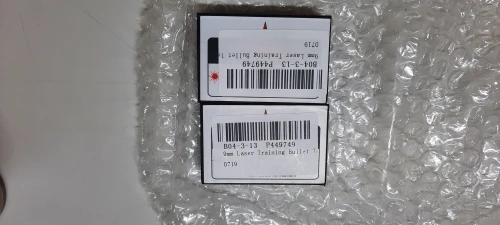 B04-3-13 P449749
9mm Laser Training Bullet
0719
B04-3-13 P449749
9mm Laser Training Bullet
0719